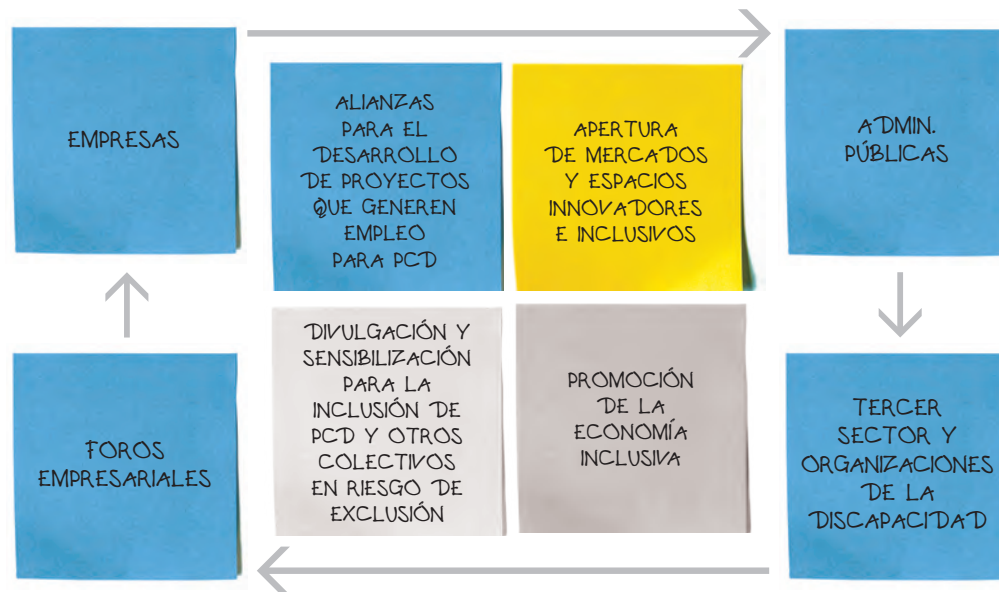 EMPRESAS
ALIANZAS
PARA EL
DESARROLLO
DE PROYECTOS
QUE GENEREN
EMPLEO
PARA PCD
APERTURA
DE MERCADOS
Y ESPACIOS
INNOVADORES
E INCLUSIVOS
ADMIN.
PÚBLICAS
FOROS
EMPRESARIALES
DIVULGACIÓN Y
SENSIBILIZACIÓN
PARA LA
INCLUSIÓN DE
PCD Y OTROS
COLECTIVOS
EN RIESGO DE
EXCLUSIÓN
PROMOCIÓN
DE LA
ECONOMÍA
INCLUSIVA
TERCER
SECTOR Y
ORGANIZACIONES
DE LA
DISCAPACIDAD